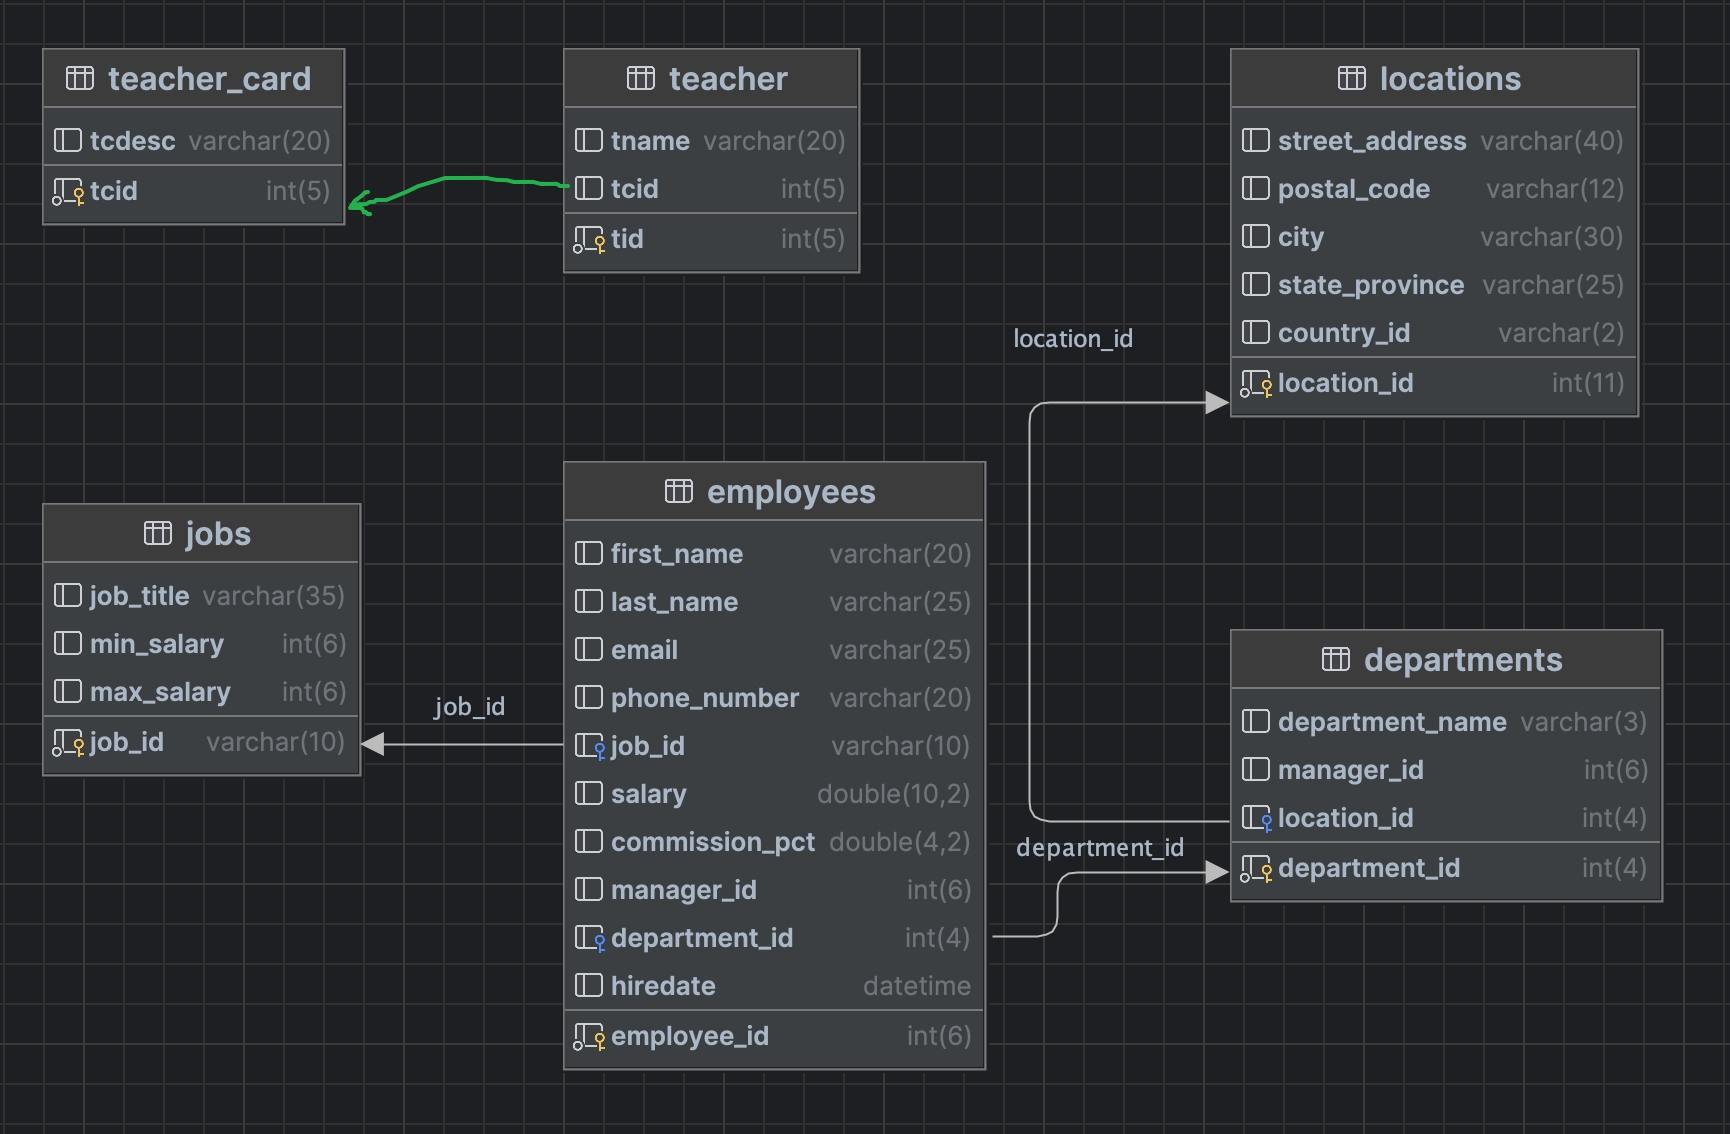 teacher_card
tcdesc varchar(20)
tcid int(5)
teacher
tname varchar(20)
tcid int(5)
tid int(5)
locations
street_address varchar(40)
postal_code varchar(12)
city varchar(30)
state_province varchar(25)
country_id varchar(2)
location_id int(11)
location_id
jobs
job_title varchar(35)
min_salary int(6)
max_salary int(6)
job_id varchar(10)
job_id
employees
first_name varchar(20)
last_name varchar(25)
email varchar(25)
phone_number varchar(20)
job_id varchar(10)
salary double(10,2)
commission_pct double(4,2)
manager_id int(6)
department_id int(4)
hiredate datetime
employee_id int(6)
department_id
departments
department_name varchar(3)
manager_id int(6)
location_id int(4)
department_id int(4)